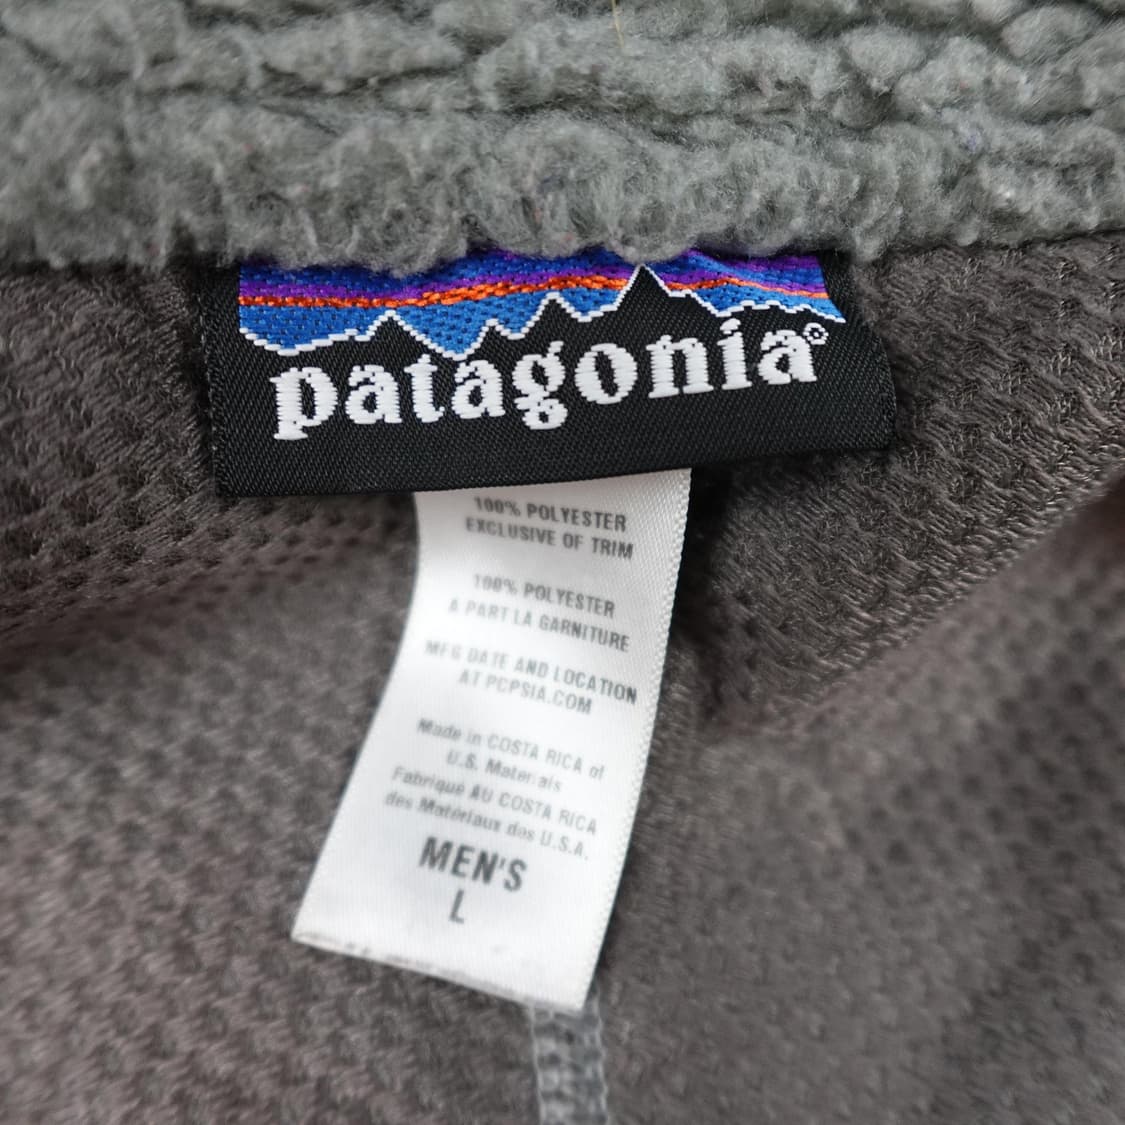 patagonia®
100% POLYESTER
EXCLUSIVE OF TRIM
100% POLYESTER
À PART LA GARNITURE
MFG DATE AND LOCATION
AT PCPSIA.COM
Made in COSTA RICA of
U.S. Materials
Fabriqué AU COSTA RICA
des Matériaux des U.S.A.
MEN'S
L